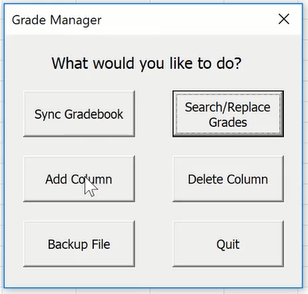 Grade Manager
What would you like to do?
Sync Gradebook
Search/Replace
Grades
Add Column
Delete Column
Backup File
Quit